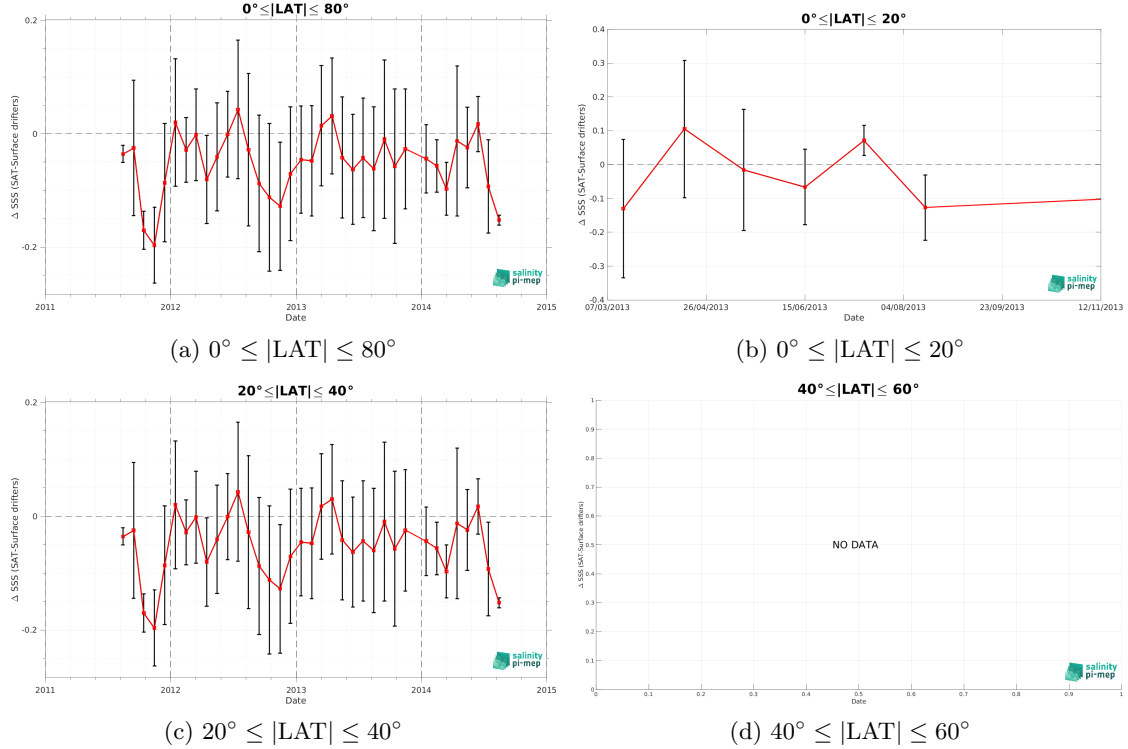 0°≤|LAT|≤ 80°
0.2
0
-0.2
Δ SSS (SAT-Surface drifters)
2011
2012
2013
2014
2015
Date
salinity
pi-mep
(a) 0° ≤ |LAT| ≤ 80°
0°≤|LAT|≤ 20°
0.4
0.3
0.2
0.1
0
-0.1
-0.2
-0.3
-0.4
Δ SSS (SAT-Surface drifters)
07/03/2013
26/04/2013
15/06/2013
04/08/2013
23/09/2013
12/11/2013
Date
salinity
pi-mep
(b) 0° ≤ |LAT| ≤ 20°
20°≤|LAT|≤ 40°
0.2
0
-0.2
Δ SSS (SAT-Surface drifters)
2011
2012
2013
2014
2015
Date
salinity
pi-mep
(c) 20° ≤ |LAT| ≤ 40°
40°≤|LAT|≤ 60°
1
0.9
0.8
0.7
0.6
0.5
0.4
0.3
0.2
0.1
0
Δ SSS (SAT-Surface drifters)
NO DATA
0
0.1
0.2
0.3
0.4
0.5
0.6
0.7
0.8
0.9
1
Date
salinity
pi-mep
(d) 40° ≤ |LAT| ≤ 60°